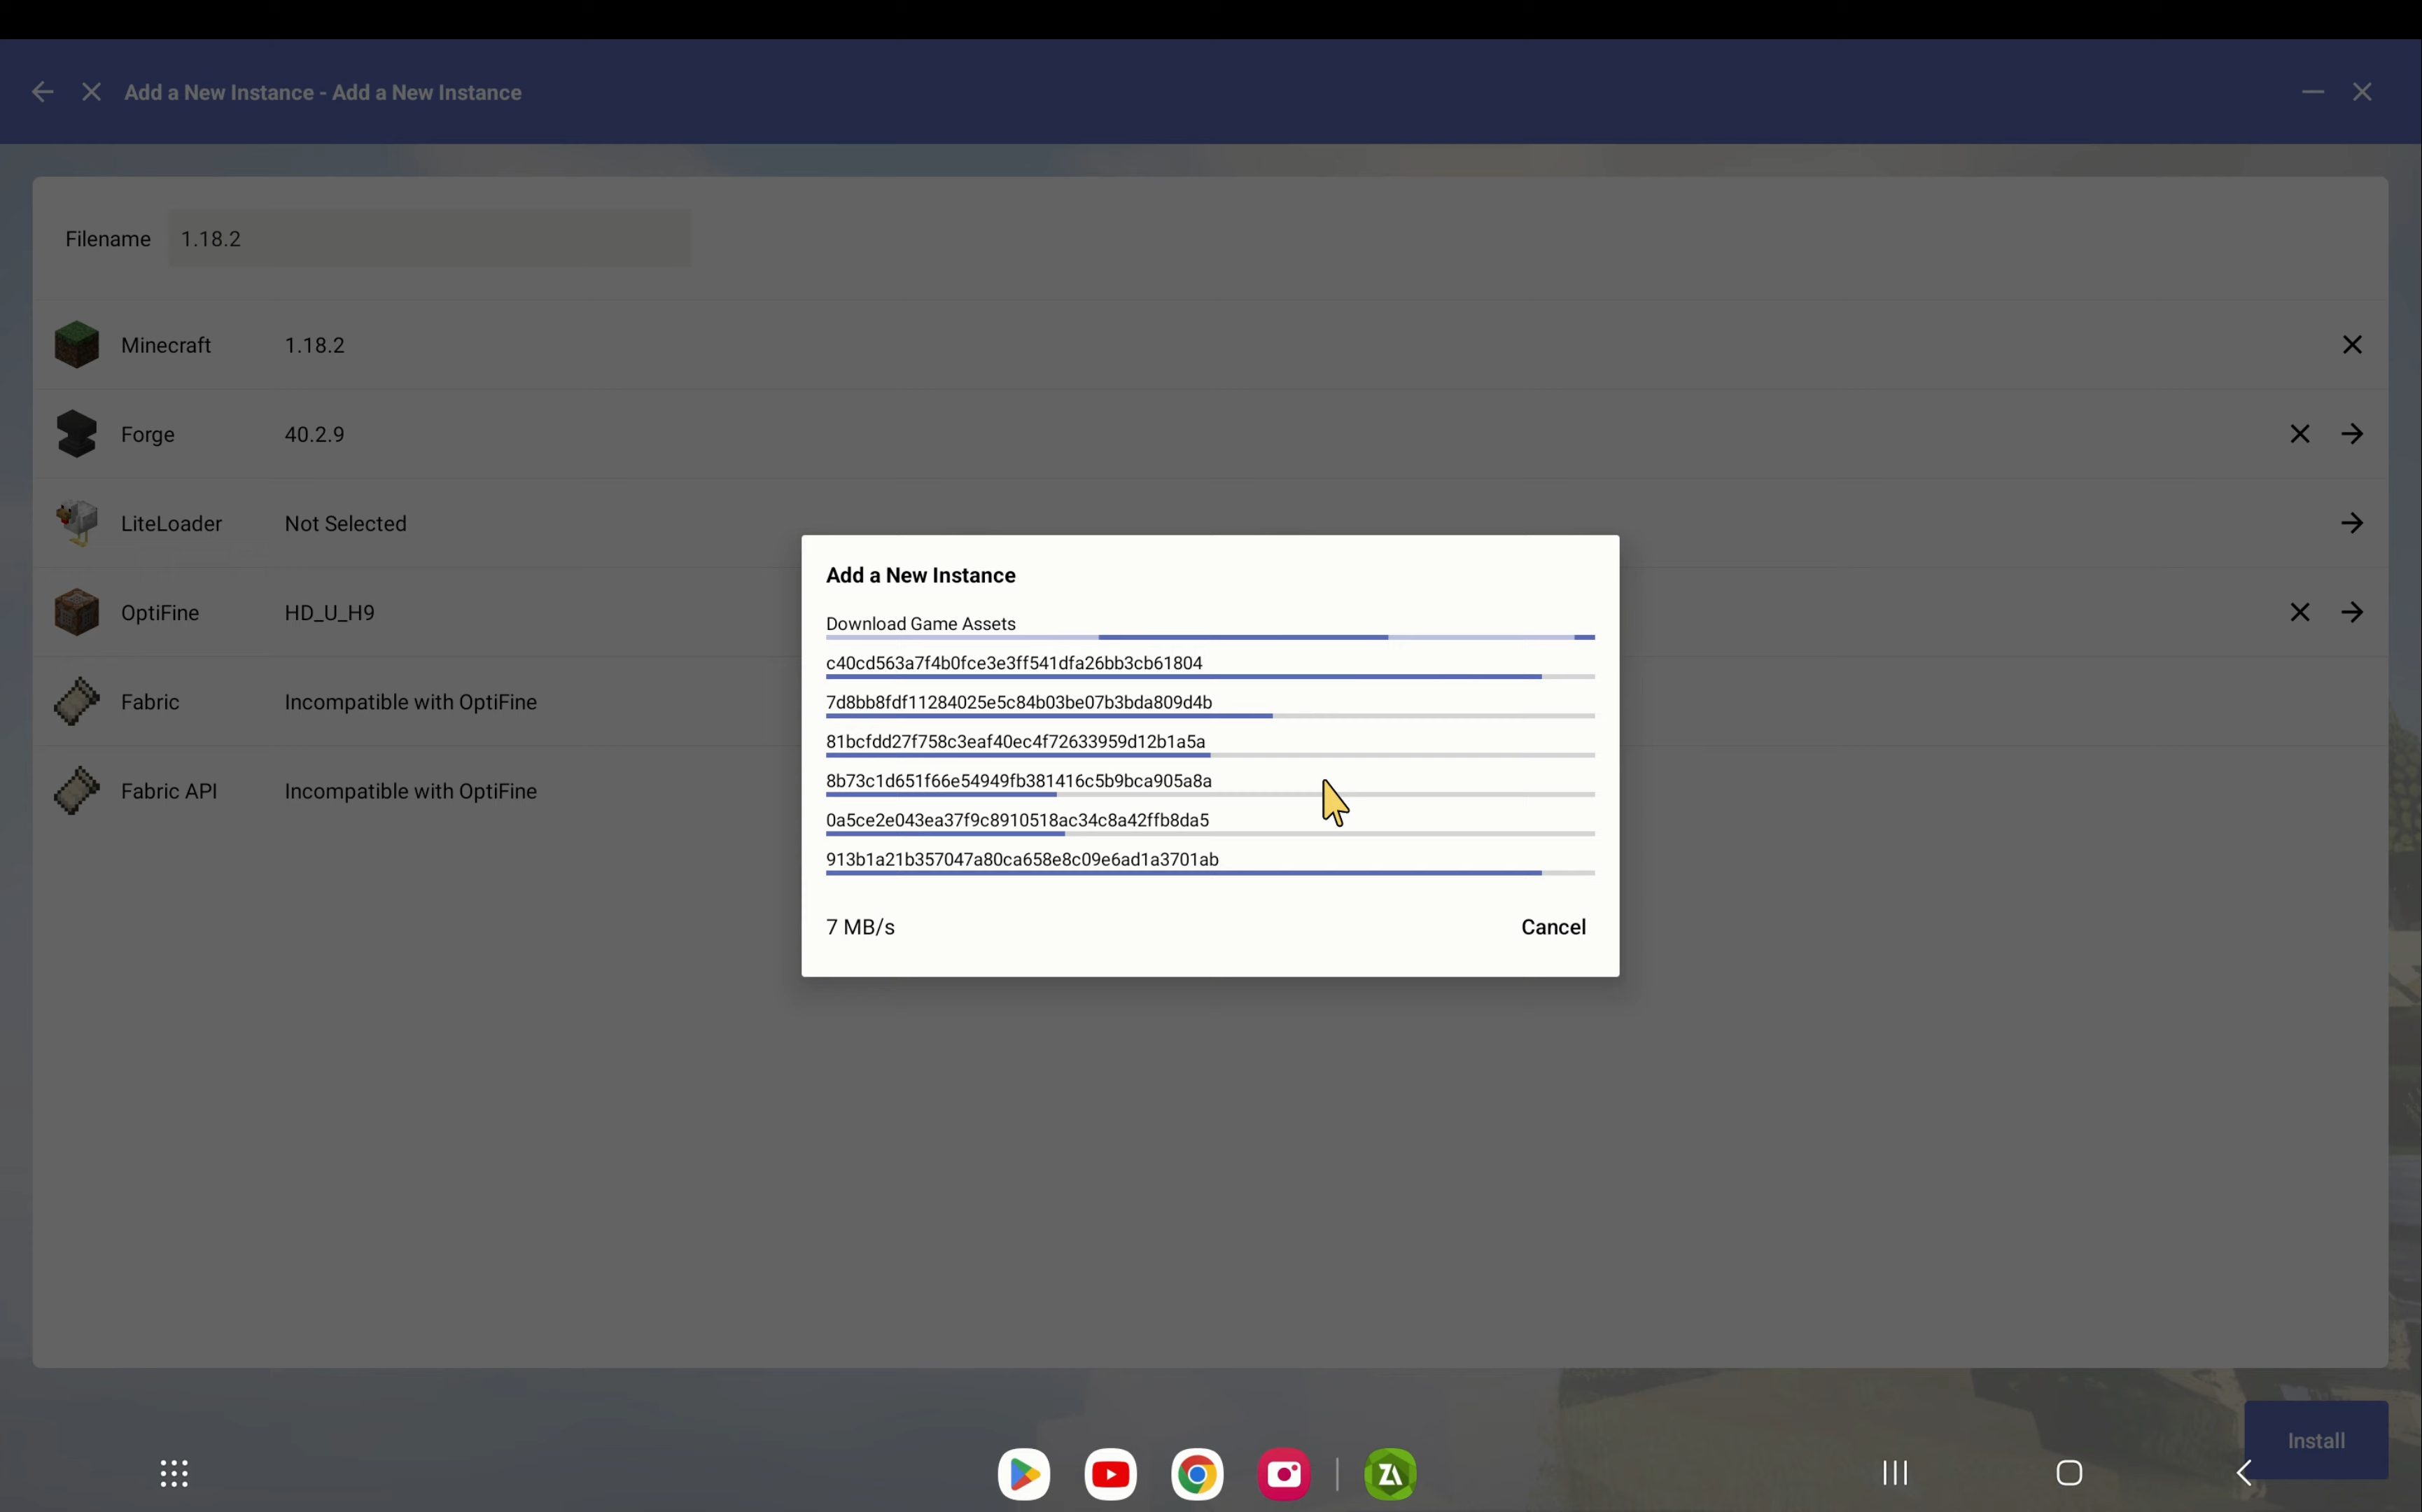 Add a New Instance - Add a New Instance
Filename 1.18.2
Minecraft 1.18.2
Forge 40.2.9
LiteLoader Not Selected
OptiFine HD_U_H9
Fabric Incompatible with OptiFine
Fabric API Incompatible with OptiFine
Add a New Instance
Download Game Assets
c40cd563a7f4b0fce3e3ff541dfa26bb3cb61804
7d8bb8fdf11284025e5c84b03be07b3bda809d4b
81bcfdd27f758c3eaf40ec4f72633959d12b1a5a
8b73c1d651f66e54949fb381416c5b9bca905a8a
0a5ce2e043ea37f9c8910518ac34c8a42ffb8da5
913b1a21b357047a80ca658e8c09e6ad1a3701ab
7 MB/s Cancel
Install